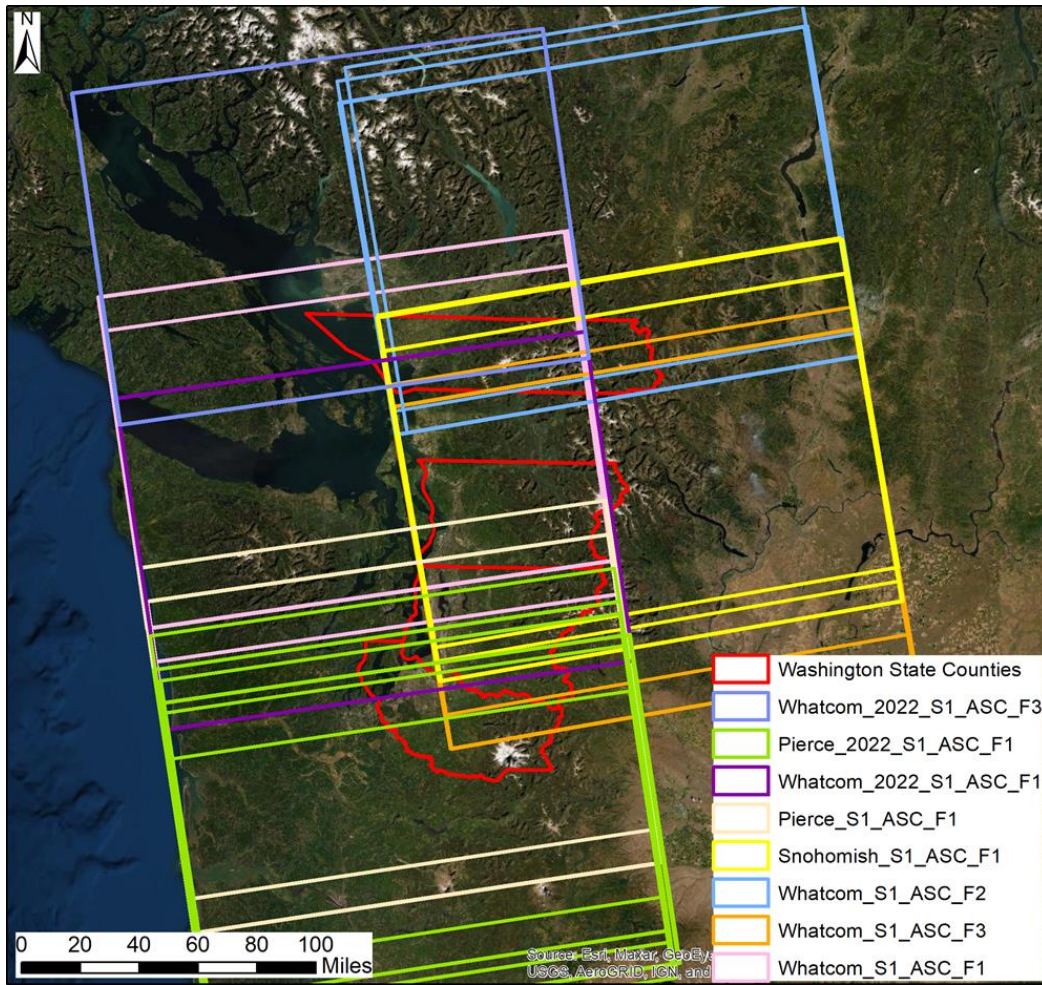 N
Washington State Counties
Whatcom_2022_S1_ASC_F3
Pierce_2022_S1_ASC_F1
Whatcom_2022_S1_ASC_F1
Pierce_S1_ASC_F1
Snohomish_S1_ASC_F1
Whatcom_S1_ASC_F2
Whatcom_S1_ASC_F3
Whatcom_S1_ASC_F1
0 20 40 60 80 100
Miles
Source: Esri, Maxar, GeoEye
USGS, AeroGRID, IGN, and